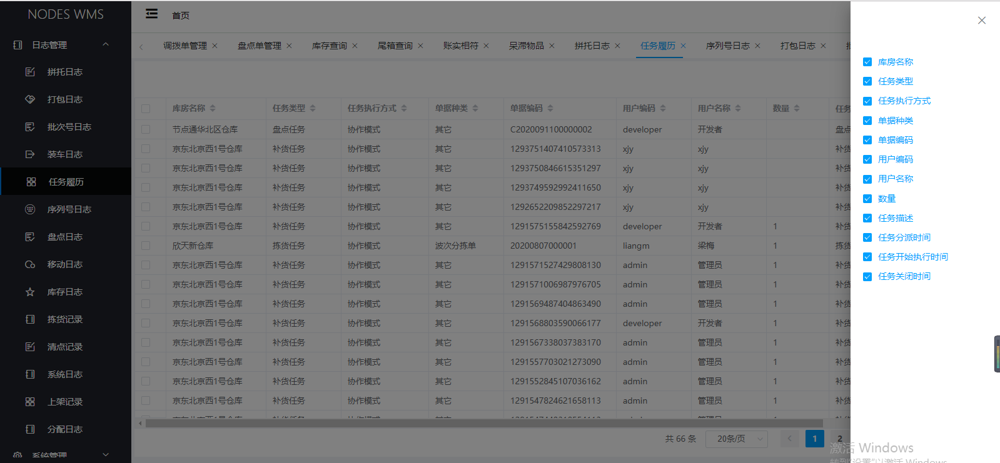 NODES WMS
首页
日志管理
拼托日志
打包日志
批次号日志
装车日志
任务履历
序列号日志
盘点日志
移动日志
库存日志
拣货记录
清点记录
系统日志
上架记录
分配日志
系统管理
调拨单管理 盘点单管理 库存查询 尾箱查询 账实相符 呆滞物品 拼托日志 任务履历 序列号日志 打包日志
库房名称 任务类型 任务执行方式 单据种类 单据编码 用户编码 用户名称 数量 任务
节点通华北区仓库 盘点任务 协作模式 其它 C2020091100000002 developer 开发者 盘点
京东北京西1号仓库 补货任务 协作模式 其它 1293751407410573313 xjy xjy 补货
京东北京西1号仓库 补货任务 协作模式 其它 1293750846615351297 xjy xjy 补货
京东北京西1号仓库 补货任务 协作模式 其它 1293749592992411650 xjy xjy 补货
京东北京西1号仓库 补货任务 协作模式 其它 1292652209852297217 xjy xjy 补货
京东北京西1号仓库 补货任务 协作模式 其它 1291575155842592769 developer 开发者 1 补货
欣天新仓库 拣货任务 协作模式 波次分拣单 20200807000001 liangm 梁梅 1 拣货
京东北京西1号仓库 补货任务 协作模式 其它 1291571527429808130 admin 管理员 1 补货
京东北京西1号仓库 补货任务 协作模式 其它 1291571006987976705 admin 管理员 1 补货
京东北京西1号仓库 补货任务 协作模式 其它 1291569487404863490 admin 管理员 1 补货
京东北京西1号仓库 补货任务 协作模式 其它 1291568803590066177 developer 开发者 1 补货
京东北京西1号仓库 补货任务 协作模式 其它 1291567338037383170 admin 管理员 1 补货
京东北京西1号仓库 补货任务 协作模式 其它 1291557703021273090 admin 管理员 1 补货
京东北京西1号仓库 补货任务 协作模式 其它 1291552845107036162 admin 管理员 1 补货
京东北京西1号仓库 补货任务 协作模式 其它 1291547824621658113 admin 管理员 1 补货
共 66 条 20条/页 1 2
库房名称
任务类型
任务执行方式
单据种类
单据编码
用户编码
用户名称
数量
任务描述
任务分派时间
任务开始执行时间
任务关闭时间
激活 Windows
转到"设置"以激活 Windows